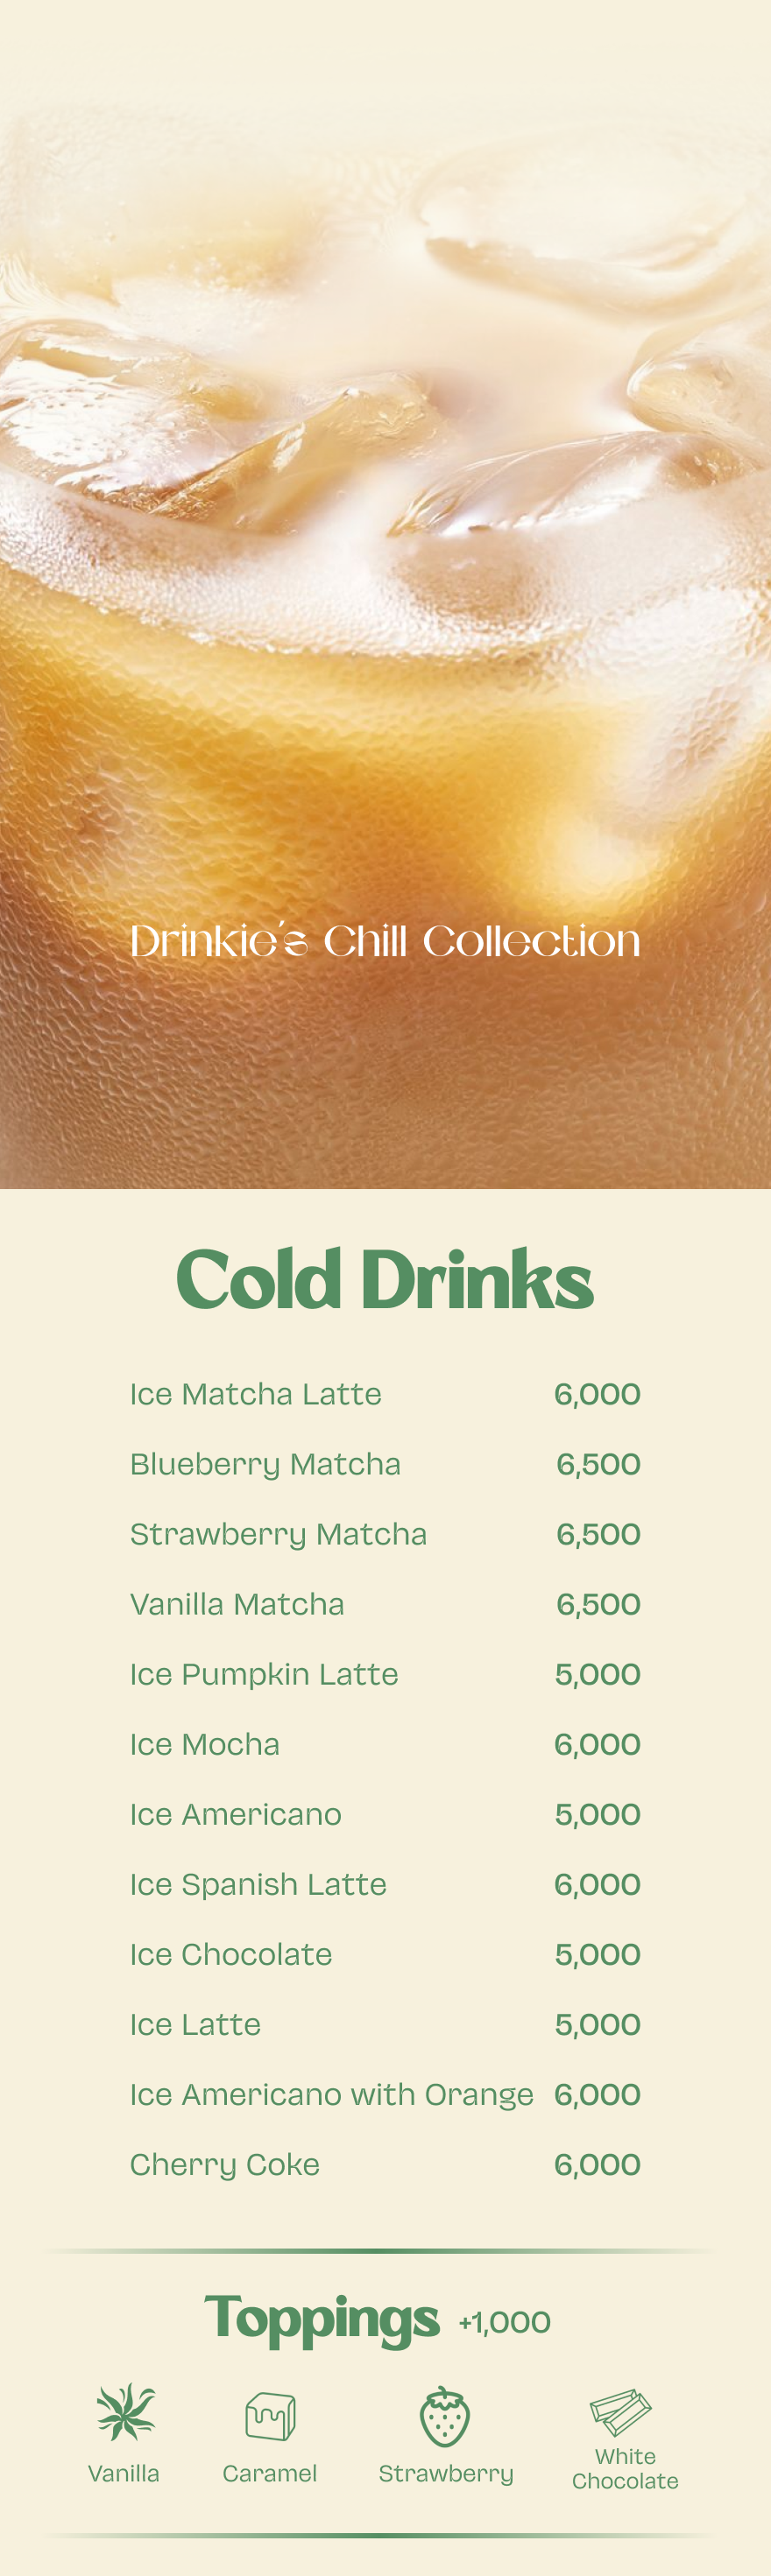 Drinkie's Chill Collection
Cold Drinks
Ice Matcha Latte 6,000
Blueberry Matcha 6,500
Strawberry Matcha 6,500
Vanilla Matcha 6,500
Ice Pumpkin Latte 5,000
Ice Mocha 6,000
Ice Americano 5,000
Ice Spanish Latte 6,000
Ice Chocolate 5,000
Ice Latte 5,000
Ice Americano with Orange 6,000
Cherry Coke 6,000
Toppings +1,000
Vanilla
Caramel
Strawberry
White
Chocolate